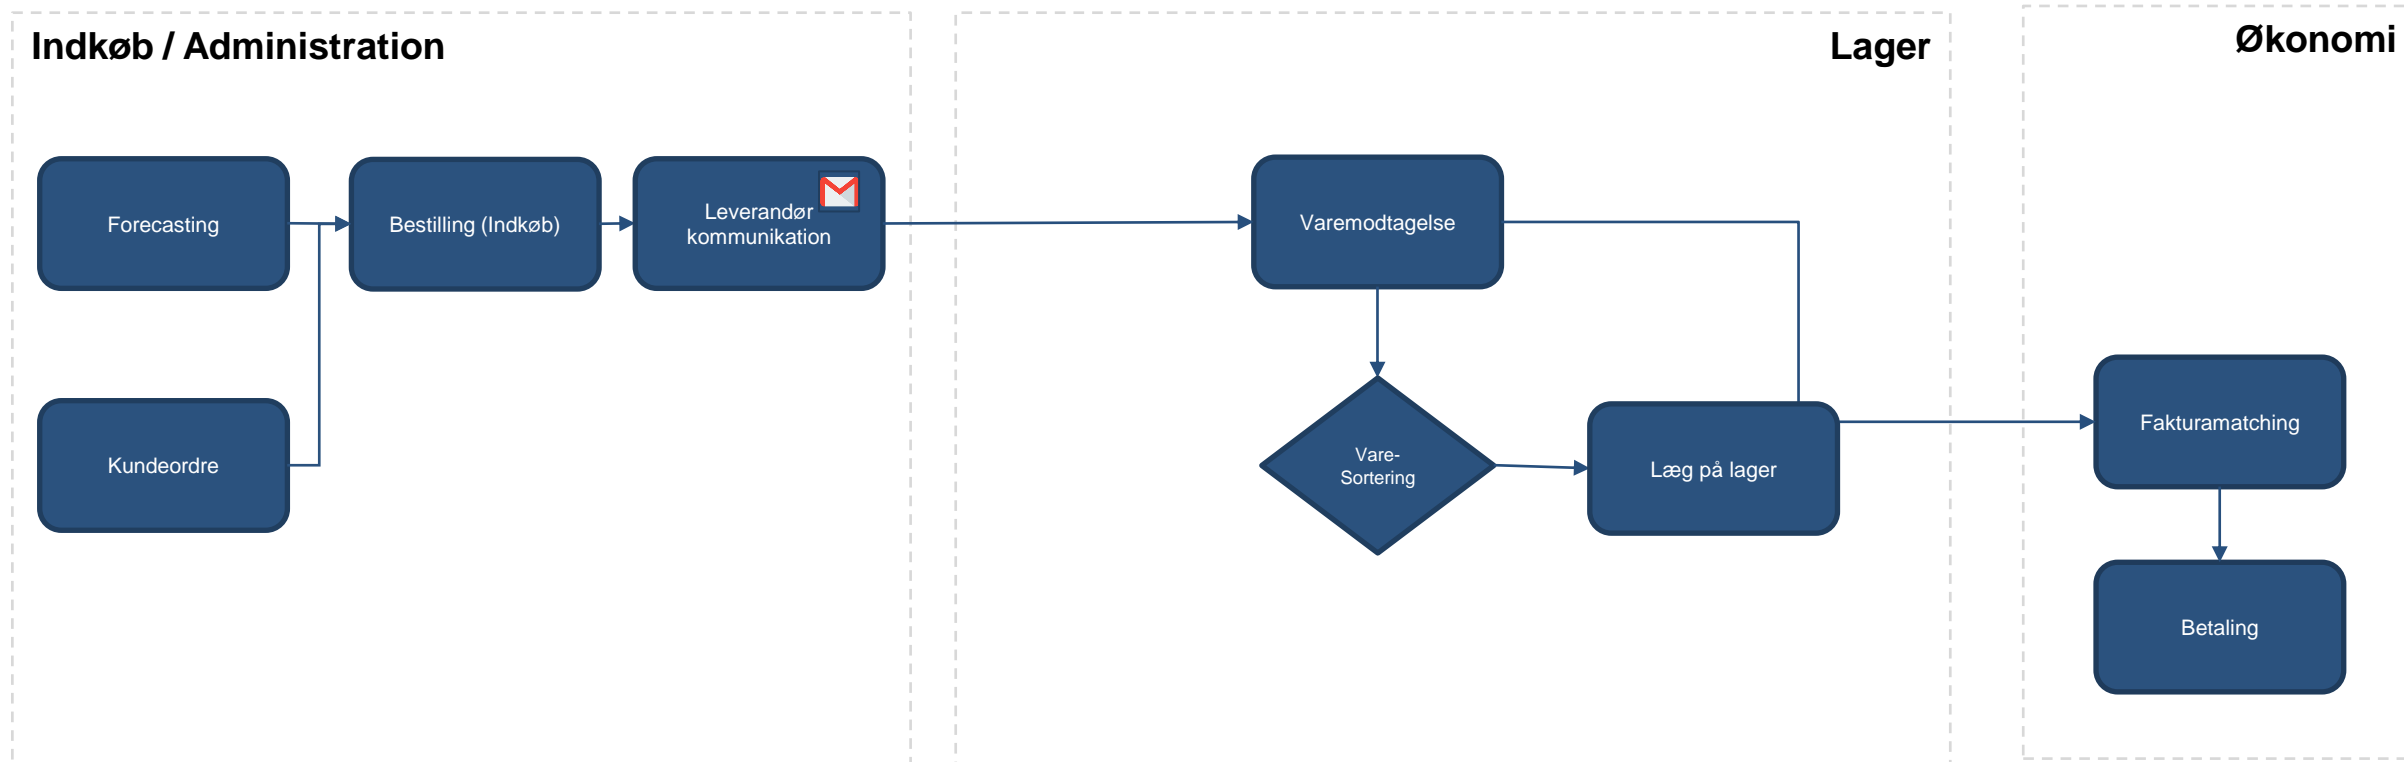 Indkøb / Administration
Lager
Økonomi
Forecasting
Bestilling (Indkøb)
Leverandør
kommunikation
Varemodtagelse
Kundeordre
Vare-
Sortering
Læg på lager
Fakturamatching
Betaling